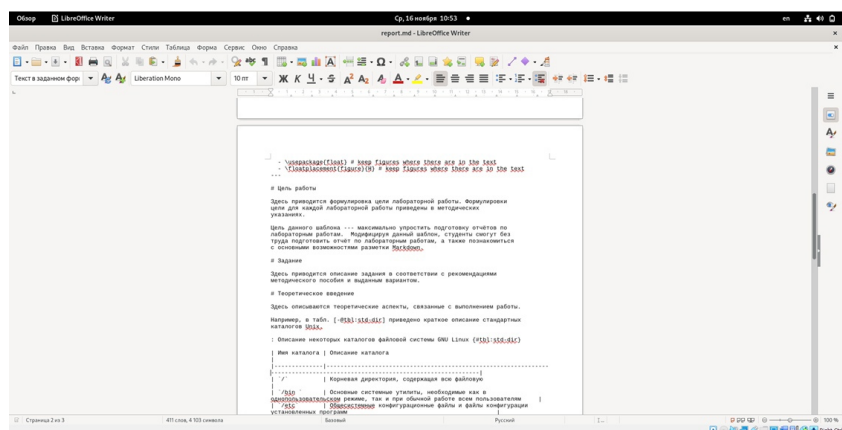 Обзор LibreOffice Writer Ср, 16 ноября 10:53 en
report.md - LibreOffice Writer
Файл Правка Вид Вставка Формат Стили Таблица Форма Сервис Окно Справка
Текст в заданном фор Liberation Mono 10 пт Ж К Ч S A² A₂
- \usepackage{float} # keep figures where there are in the text
- \floatplacement{figure}{H} # keep figures where there are in the text
---
# Цель работы
Здесь приводится формулировка цели лабораторной работы. Формулировки
цели для каждой лабораторной работы приведены в методических
указаниях.
Цель данного шаблона --- максимально упростить подготовку отчётов по
лабораторным работам. Модифицируя данный шаблон, студенты смогут без
труда подготовить отчёт по лабораторным работам, а также познакомиться
с основными возможностями разметки Markdown.
# Задание
Здесь приводится описание задания в соответствии с рекомендациями
методического пособия и выданным вариантом.
# Теоретическое введение
Здесь описываются теоретические аспекты, связанные с выполнением работы.
Например, в табл. [-@tbl:std-dir] приведено краткое описание стандартных
каталогов Unix.
: Описание некоторых каталогов файловой системы GNU Linux {#tbl:std-dir}
| Имя каталога | Описание каталога
|
|--------------|----------------------------------------------------------
--------------------------------------------------------|
| `/` | Корневая директория, содержащая всю файловую
|
| `/bin ` | Основные системные утилиты, необходимые как в
однопользовательском режиме, так и при обычной работе всем пользователям |
| `/etc` | Общесистемные конфигурационные файлы и файлы конфигурации
установленных программ |
Страница 2 из 3 411 слов, 4 103 символа Базовый Русский 100 %